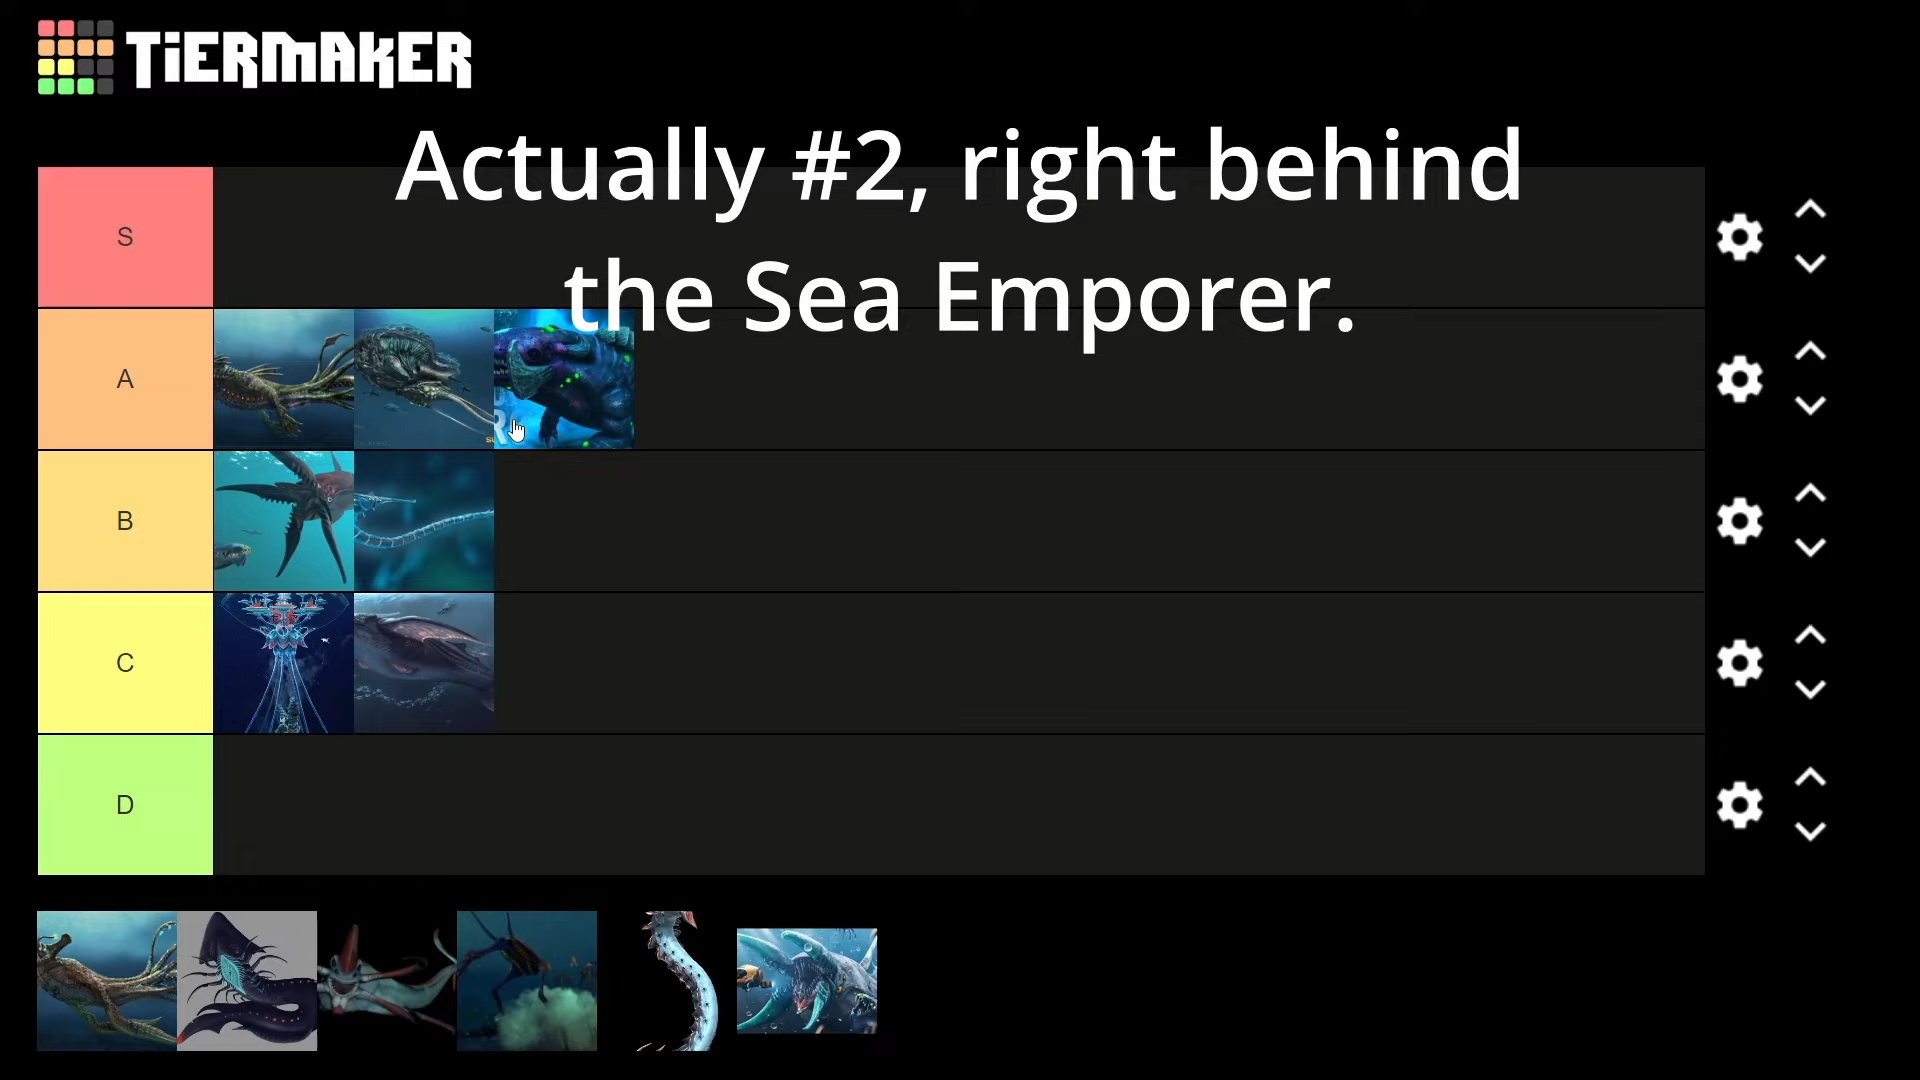 TiERMAKER
Actually #2, right behind
the Sea Emporer.
S
A
B
C
D